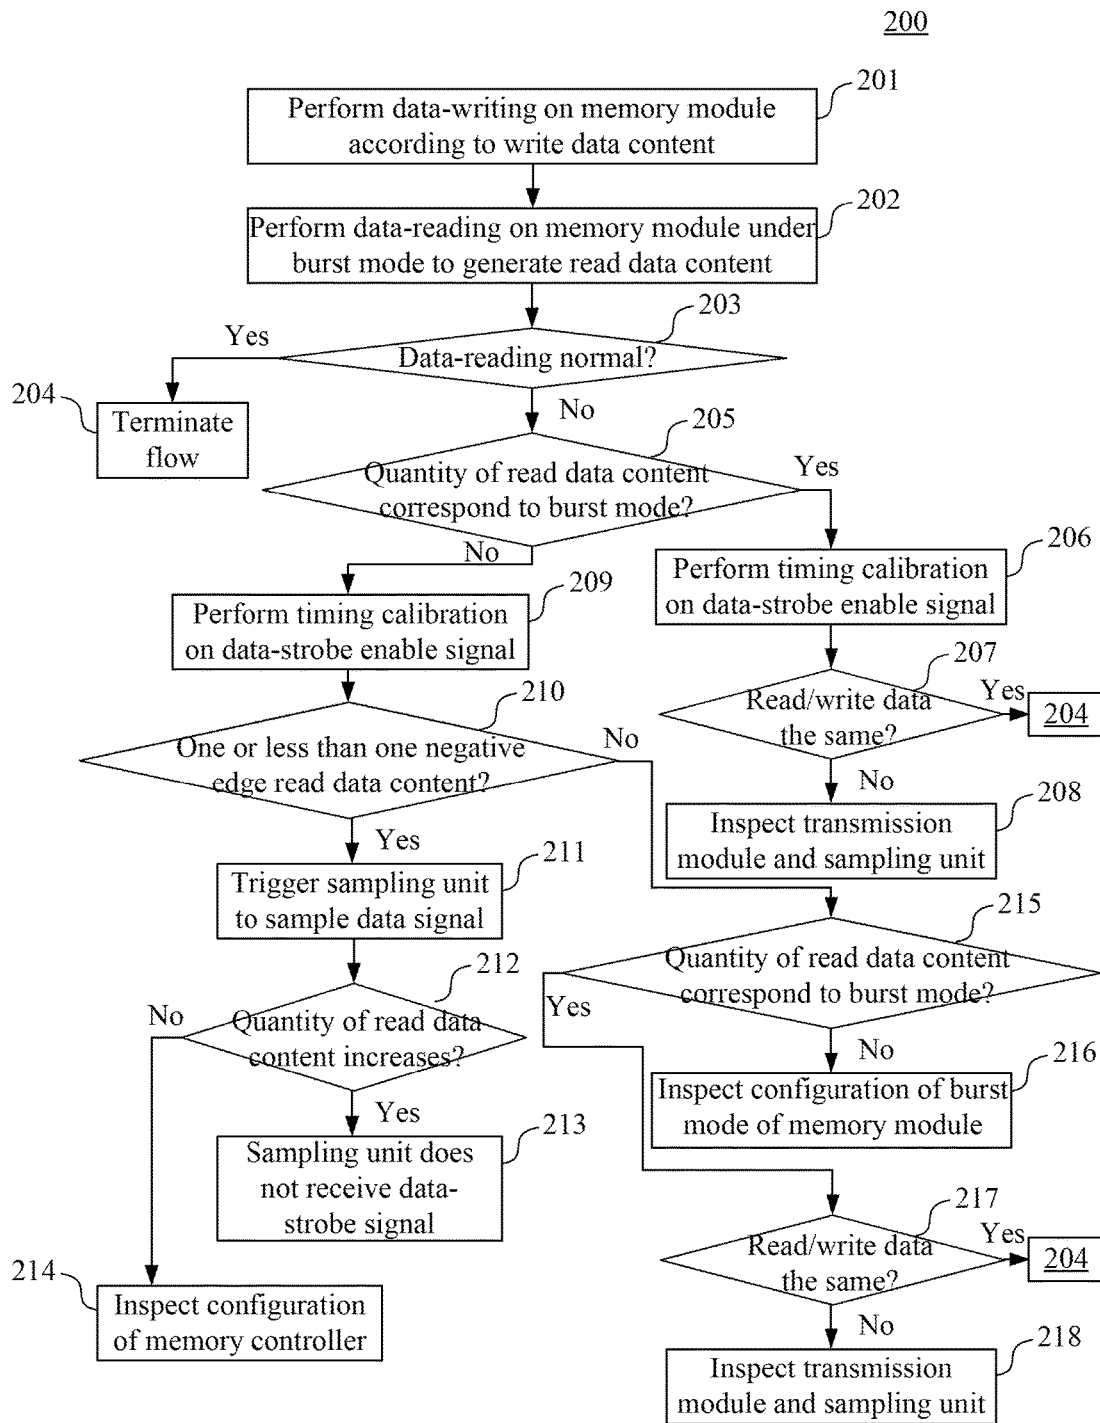 200
201
Perform data-writing on memory module
according to write data content
202
Perform data-reading on memory module under
burst mode to generate read data content
203
Yes
Data-reading normal?
204
Terminate
flow
No
205
Quantity of read data content
correspond to burst mode?
Yes
No
206
Perform timing calibration
on data-strobe enable signal
209
Perform timing calibration
on data-strobe enable signal
207
Read/write data
the same?
Yes
204
210
One or less than one negative
edge read data content?
No
No
208
Inspect transmission
module and sampling unit
Yes
211
Trigger sampling unit
to sample data signal
215
Quantity of read data content
correspond to burst mode?
Yes
212
No
Quantity of read data
content increases?
No
216
Inspect configuration of burst
mode of memory module
Yes
213
Sampling unit does
not receive data-
strobe signal
217
Read/write data
the same?
Yes
204
214
Inspect configuration
of memory controller
No
218
Inspect transmission
module and sampling unit